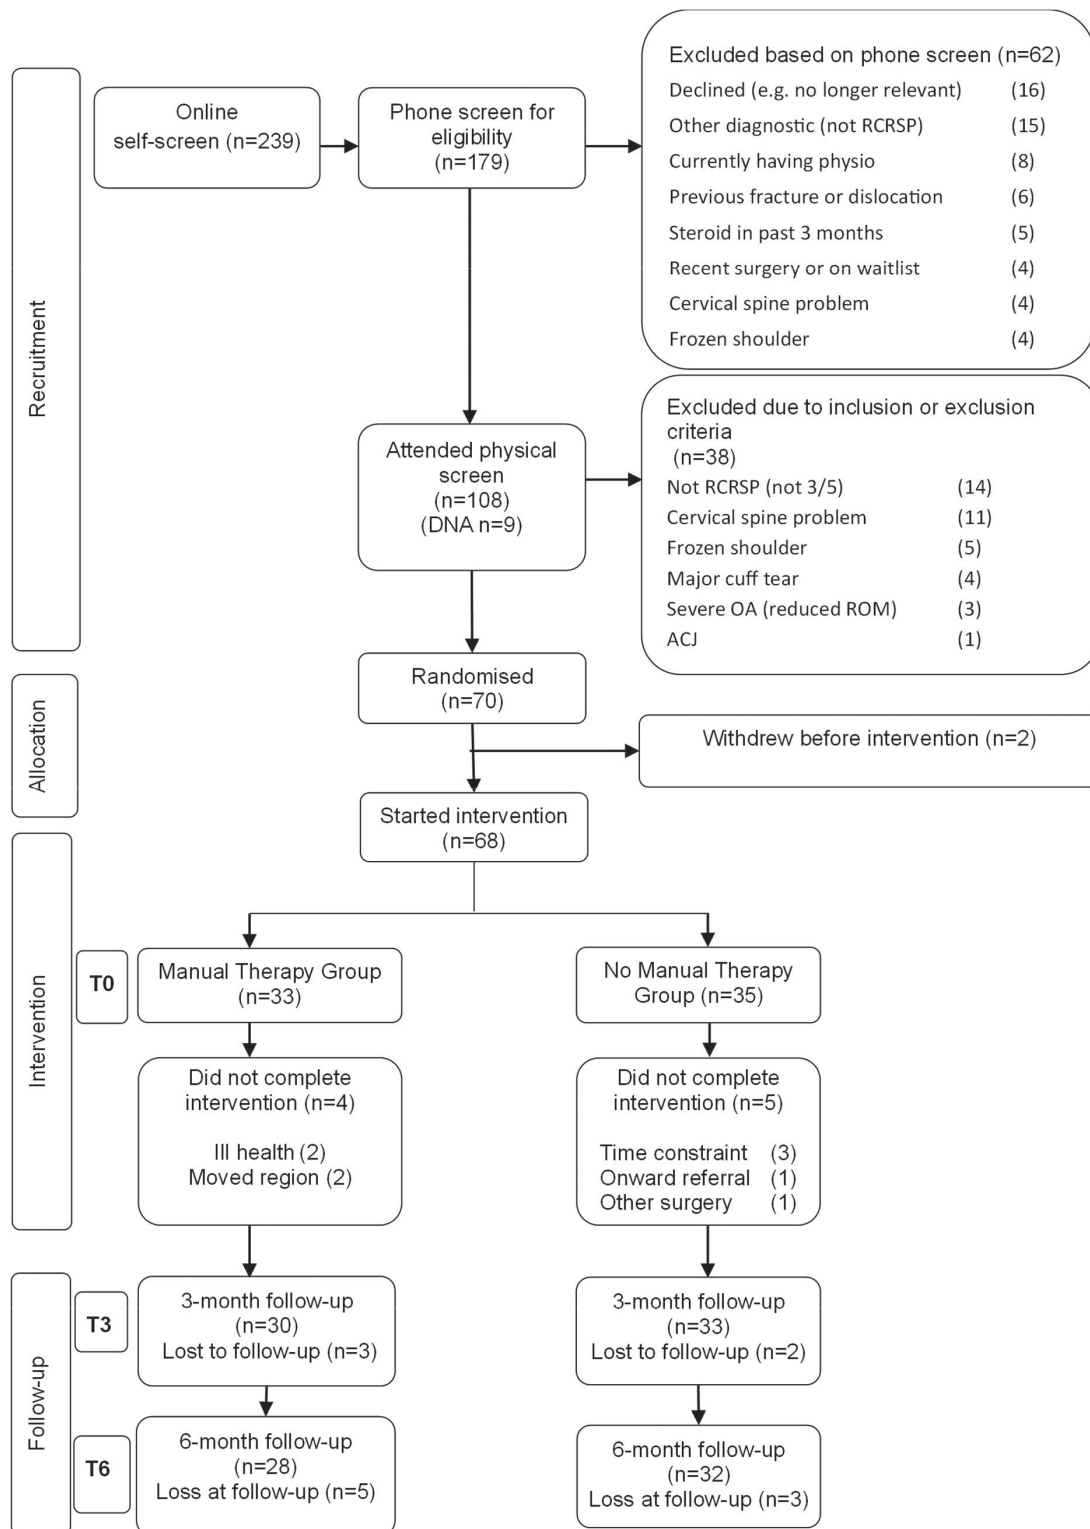 Recruitment
Online
self-screen (n=239)
Phone screen for
eligibility
(n=179)
Excluded based on phone screen (n=62)
Declined (e.g. no longer relevant) (16)
Other diagnostic (not RCRSP) (15)
Currently having physio (8)
Previous fracture or dislocation (6)
Steroid in past 3 months (5)
Recent surgery or on waitlist (4)
Cervical spine problem (4)
Frozen shoulder (4)
Attended physical
screen
(n=108)
(DNA n=9)
Excluded due to inclusion or exclusion
criteria
(n=38)
Not RCRSP (not 3/5) (14)
Cervical spine problem (11)
Frozen shoulder (5)
Major cuff tear (4)
Severe OA (reduced ROM) (3)
ACJ (1)
Randomised
(n=70)
Allocation
Withdrew before intervention (n=2)
Started intervention
(n=68)
Intervention
T0
Manual Therapy Group
(n=33)
No Manual Therapy
Group (n=35)
Did not complete
intervention (n=4)
Ill health (2)
Moved region (2)
Did not complete
intervention (n=5)
Time constraint (3)
Onward referral (1)
Other surgery (1)
Follow-up
T3
3-month follow-up
(n=30)
Lost to follow-up (n=3)
3-month follow-up
(n=33)
Lost to follow-up (n=2)
T6
6-month follow-up
(n=28)
Loss at follow-up (n=5)
6-month follow-up
(n=32)
Loss at follow-up (n=3)